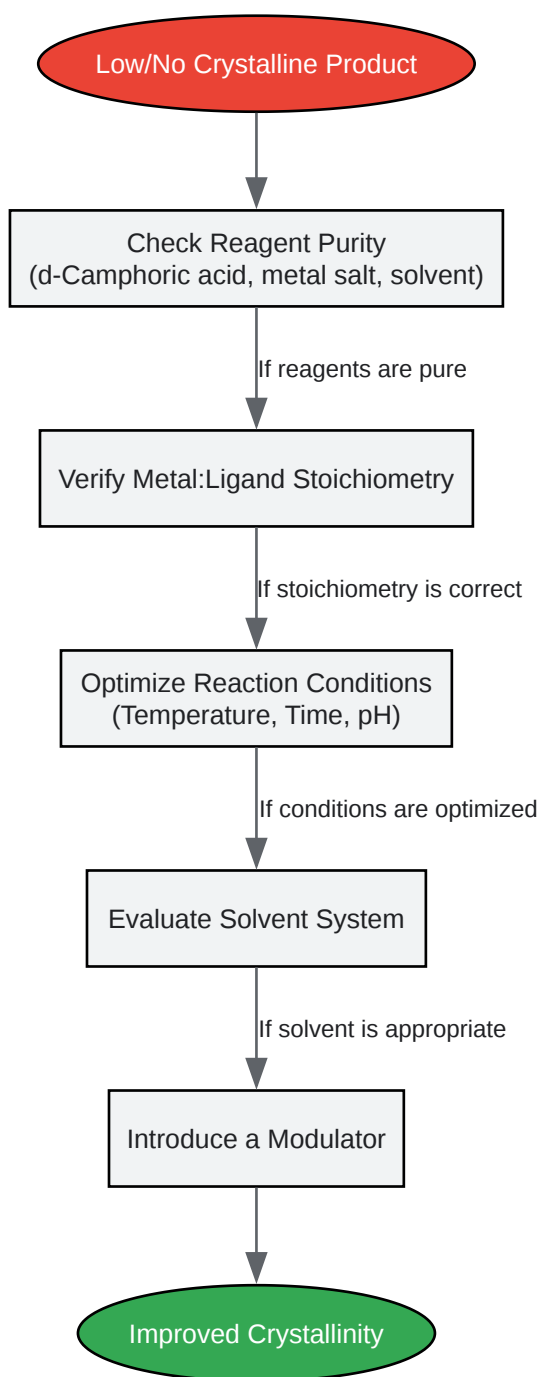 Low/No Crystalline Product
Check Reagent Purity
(d-Camphoric acid, metal salt, solvent)
If reagents are pure
Verify Metal:Ligand Stoichiometry
If stoichiometry is correct
Optimize Reaction Conditions
(Temperature, Time, pH)
If conditions are optimized
Evaluate Solvent System
If solvent is appropriate
Introduce a Modulator
Improved Crystallinity